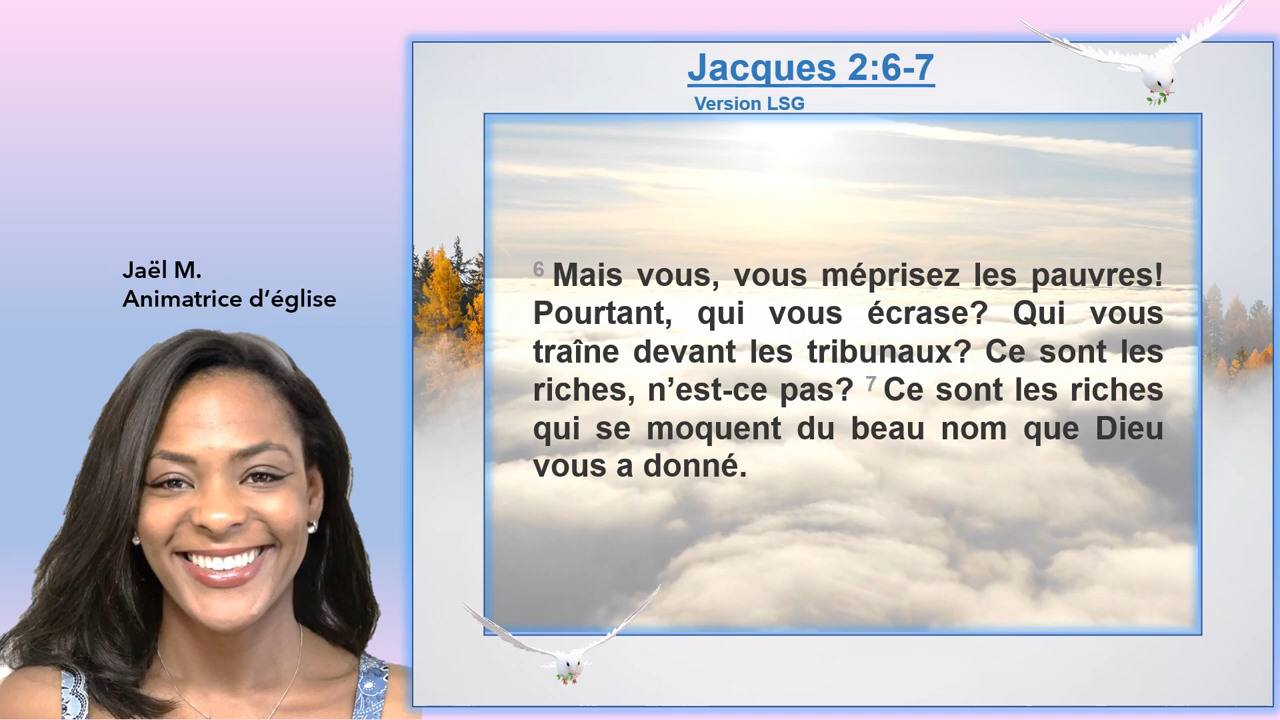 Jacques 2:6-7
Version LSG
Jaël M.
Animatrice d’église
6 Mais vous, vous méprisez les pauvres!
Pourtant, qui vous écrase? Qui vous
traîne devant les tribunaux? Ce sont les
riches, n’est-ce pas? 7 Ce sont les riches
qui se moquent du beau nom que Dieu
vous a donné.